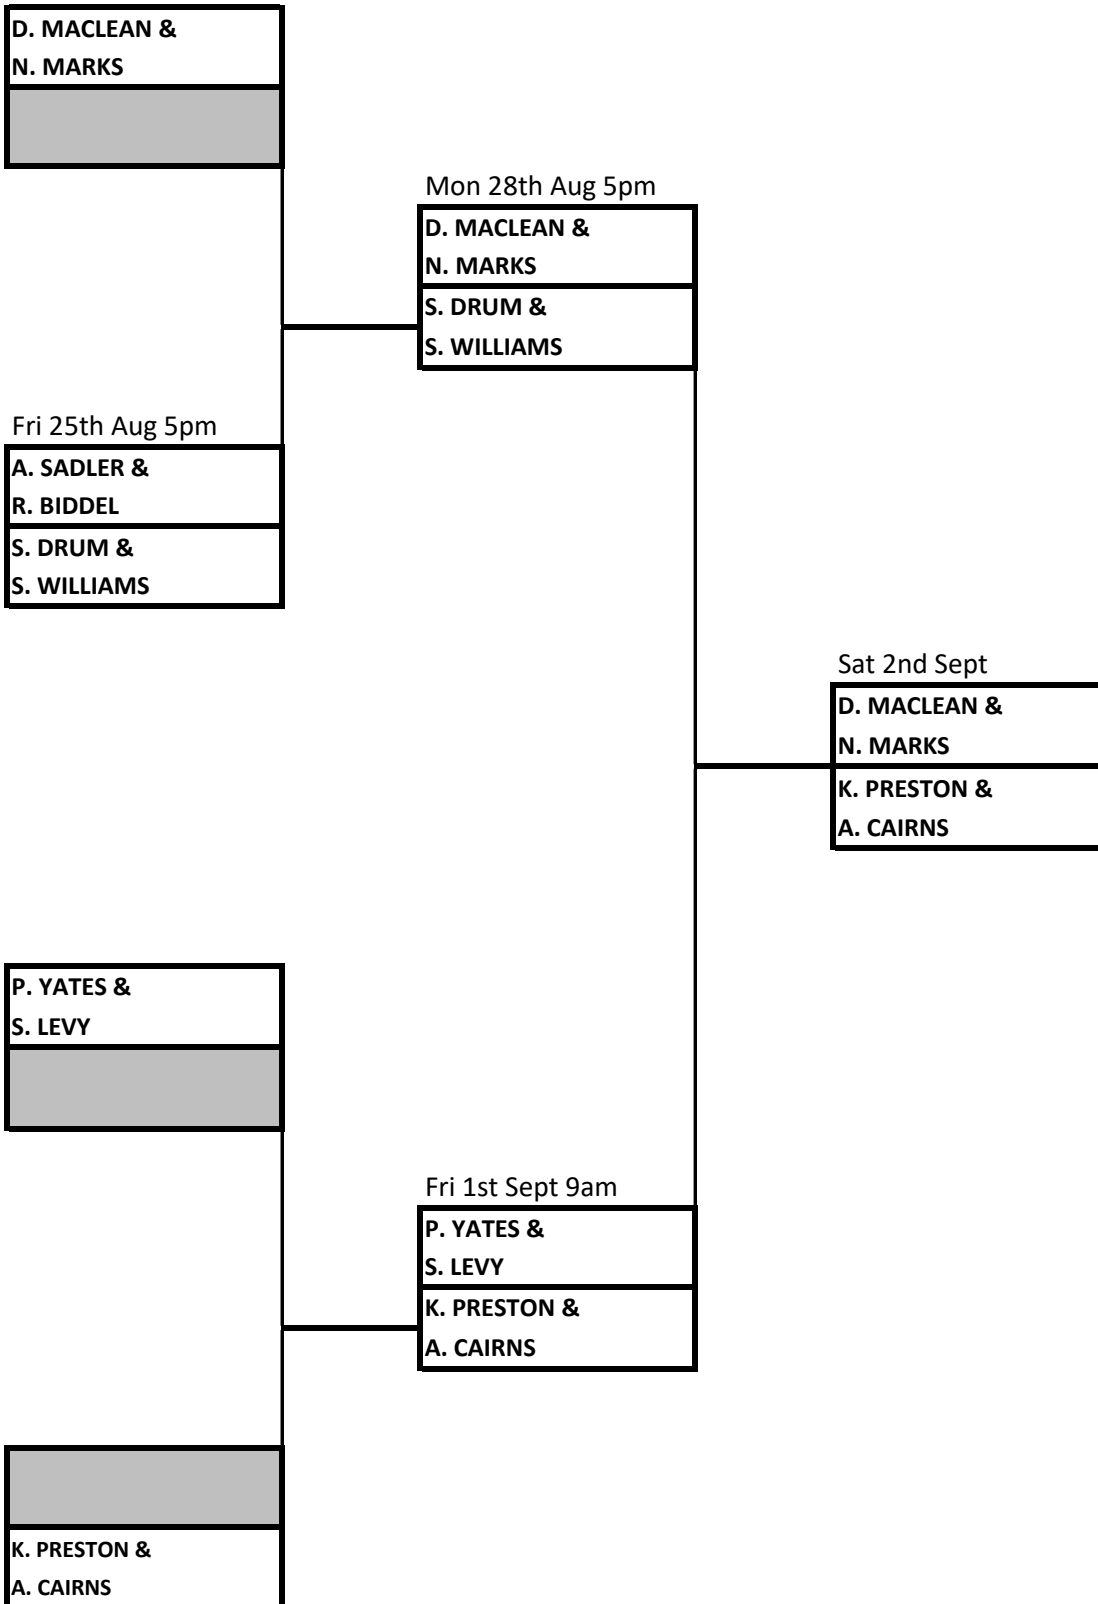 D. MACLEAN &
N. MARKS
Mon 28th Aug 5pm
D. MACLEAN &
N. MARKS
S. DRUM &
S. WILLIAMS
Fri 25th Aug 5pm
A. SADLER &
R. BIDDEL
S. DRUM &
S. WILLIAMS
Sat 2nd Sept
D. MACLEAN &
N. MARKS
K. PRESTON &
A. CAIRNS
P. YATES &
S. LEVY
Fri 1st Sept 9am
P. YATES &
S. LEVY
K. PRESTON &
A. CAIRNS
K. PRESTON &
A. CAIRNS